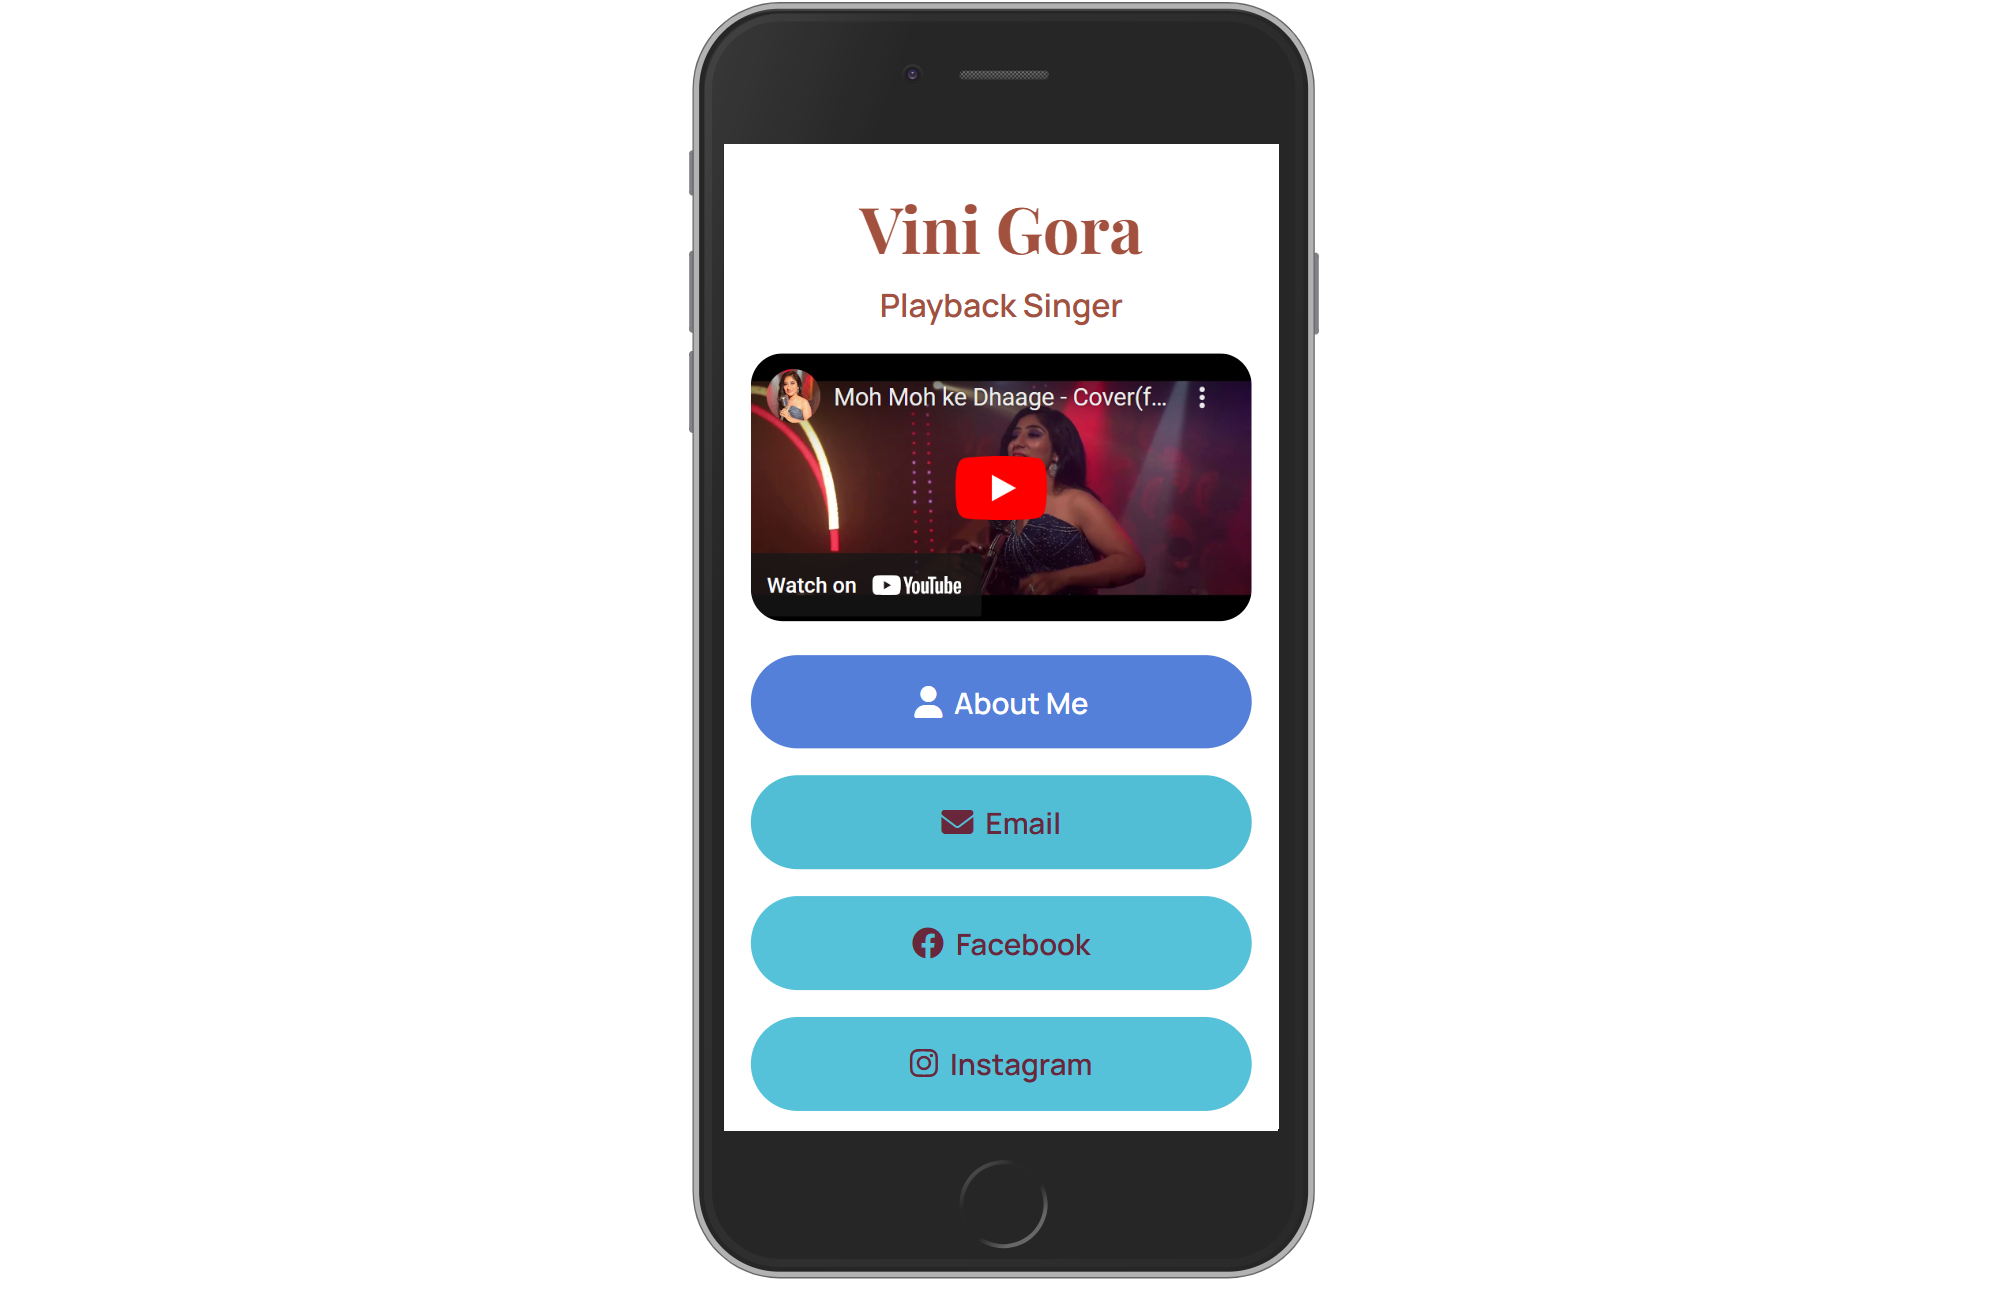 Vini Gora
Playback Singer
Moh Moh ke Dhaage - Cover(f...
Watch on YouTube
About Me
Email
Facebook
Instagram